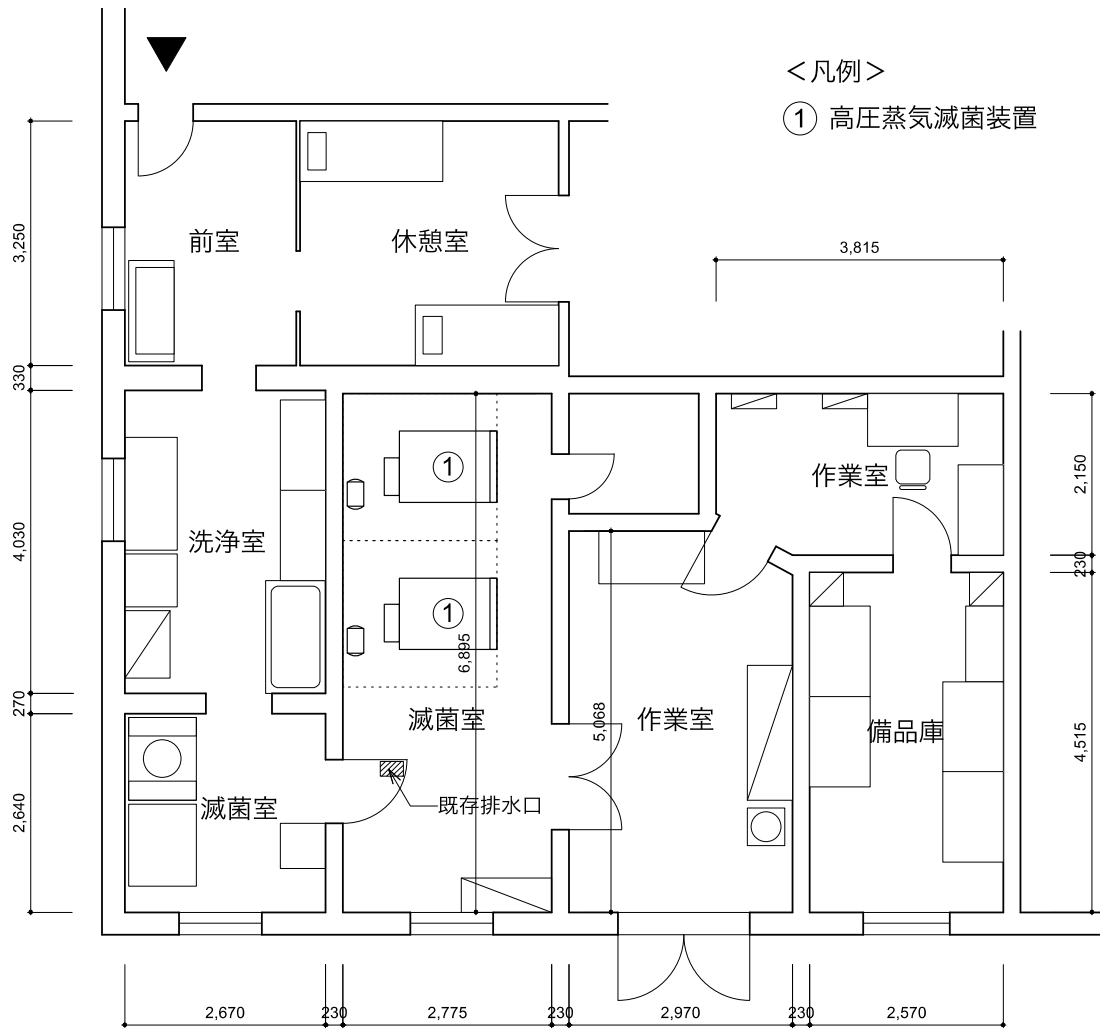 ＜凡例＞
① 高圧蒸気滅菌装置
前室
休憩室
3,250
3,815
330
①
作業室
2,150
洗浄室
4,030
230
①
6,895
270
滅菌室
5,068
作業室
備品庫
4,515
滅菌室
既存排水口
2,640
2,670
230
2,775
230
2,970
230
2,570